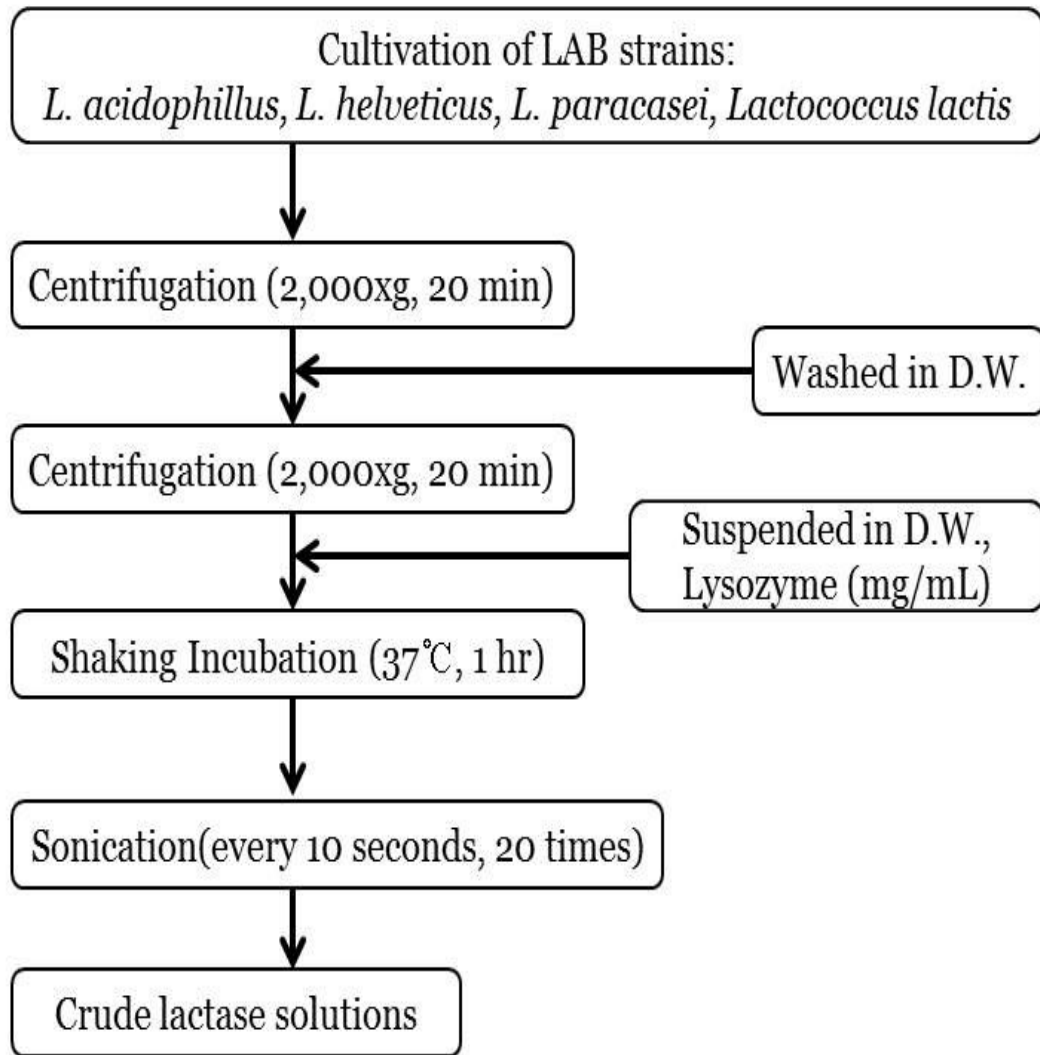 Cultivation of LAB strains:
L. acidophillus, L. helveticus, L. paracasei, Lactococcus lactis
Centrifugation (2,000xg, 20 min)
Washed in D.W.
Centrifugation (2,000xg, 20 min)
Suspended in D.W.,
Lysozyme (mg/mL)
Shaking Incubation (37℃, 1 hr)
Sonication(every 10 seconds, 20 times)
Crude lactase solutions